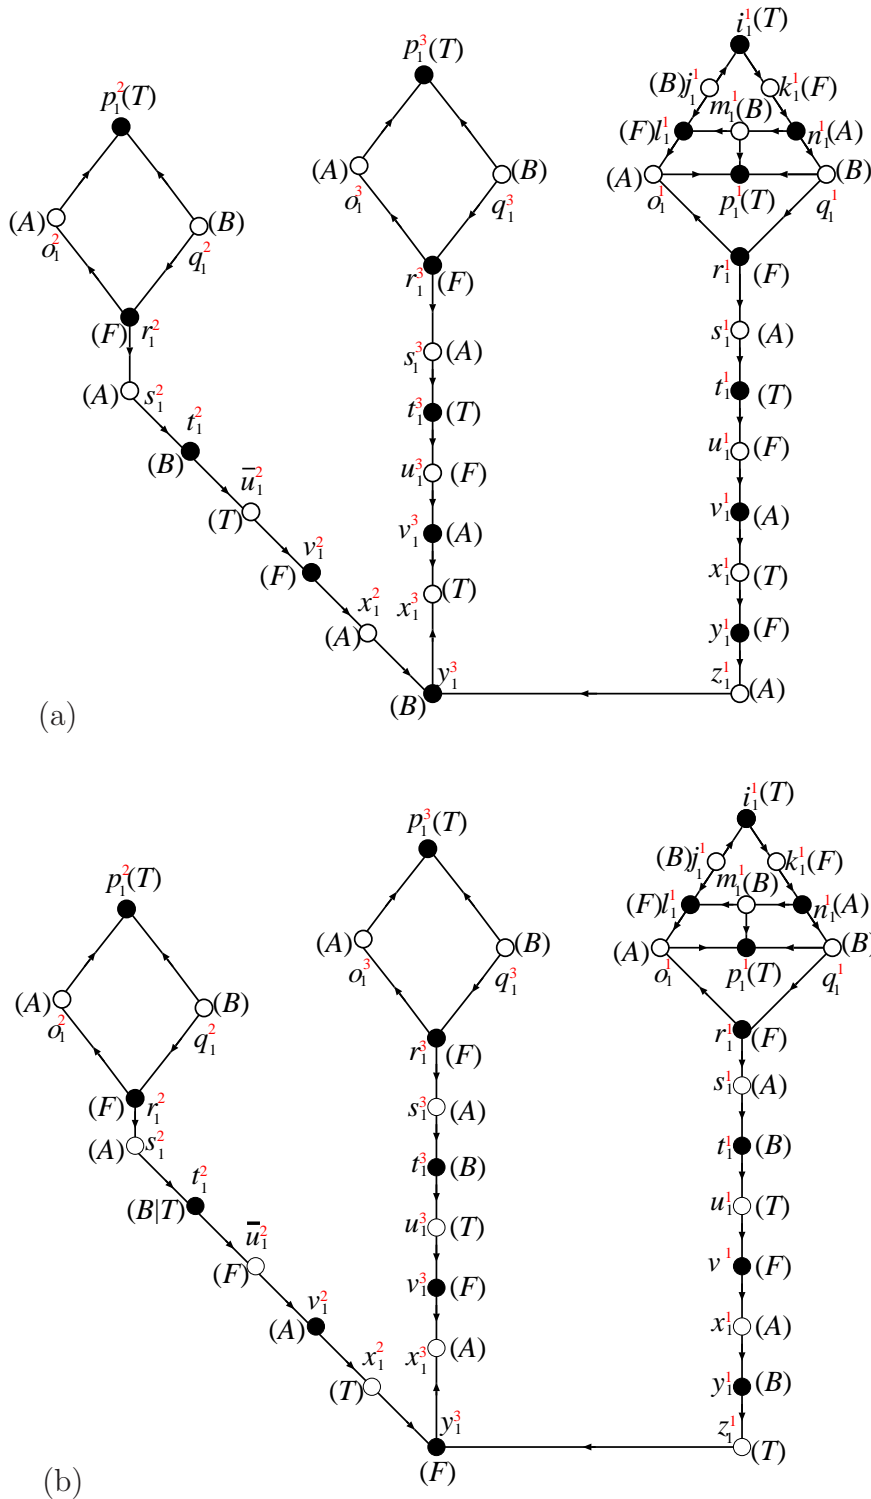 i₁¹(T)
p₁³(T)
(B)j₁¹ k₁¹(F)
p₁²(T) m₁¹(B)
(F)l₁¹ n₁¹(A)
(A) (B) (A) (B)
o₁³ q₁³ o₁¹ p₁¹(T) q₁¹
(A) (B)
o₁² q₁²
r₁³ (F) r₁¹ (F)
(F) r₁² s₁³ (A) s₁¹ (A)
(A) s₁² t₁³ (T) t₁¹ (T)
t₁²
(B) u₁³ (F) u₁¹ (F)
u̅₁²
(T) v₁³ (A) v₁¹ (A)
v₁²
(F) x₁³ (T) x₁¹ (T)
x₁²
(A) y₁¹ (F)
y₁³ z₁¹ (A)
(B)
(a)
i₁¹(T)
p₁³(T)
(B)j₁¹ k₁¹(F)
p₁²(T) m₁¹(B)
(F)l₁¹ n₁¹(A)
(A) (B) (A) (B)
o₁³ q₁³ o₁¹ p₁¹(T) q₁¹
(A) (B)
o₁² q₁²
r₁³ (F) r₁¹ (F)
(F) r₁² s₁³ (A) s₁¹ (A)
(A) s₁² t₁³ (B) t₁¹ (B)
t₁²
(B|T) u₁³ (T) u₁¹ (T)
u̅₁²
(F) v₁³ (F) v¹ (F)
v₁²
(A) x₁³ (A) x₁¹ (A)
x₁²
(T) y₁¹ (B)
y₁³ z₁¹ (T)
(F)
(b)